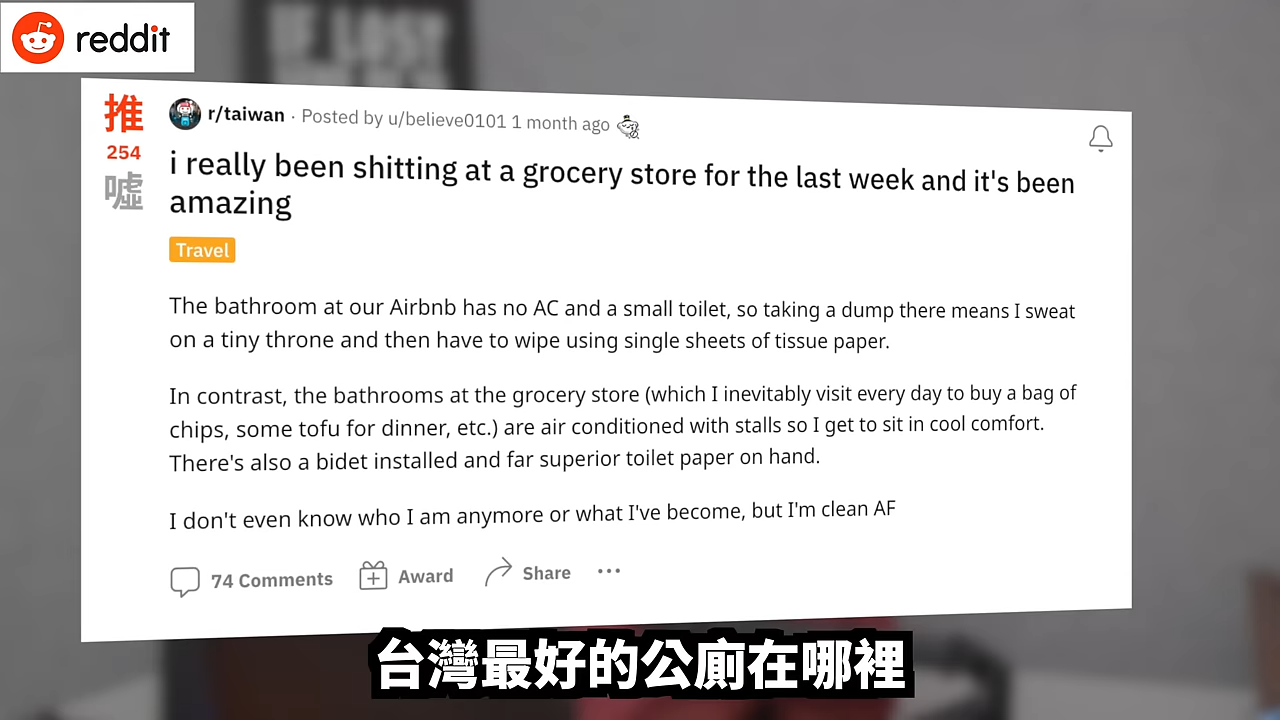 reddit
推
254
噓
r/taiwan · Posted by u/believe0101 1 month ago
i really been shitting at a grocery store for the last week and it's been
amazing
Travel
The bathroom at our Airbnb has no AC and a small toilet, so taking a dump there means I sweat
on a tiny throne and then have to wipe using single sheets of tissue paper.
In contrast, the bathrooms at the grocery store (which I inevitably visit every day to buy a bag of
chips, some tofu for dinner, etc.) are air conditioned with stalls so I get to sit in cool comfort.
There's also a bidet installed and far superior toilet paper on hand.
I don't even know who I am anymore or what I've become, but I'm clean AF
74 Comments Award Share ···
台灣最好的公廁在哪裡